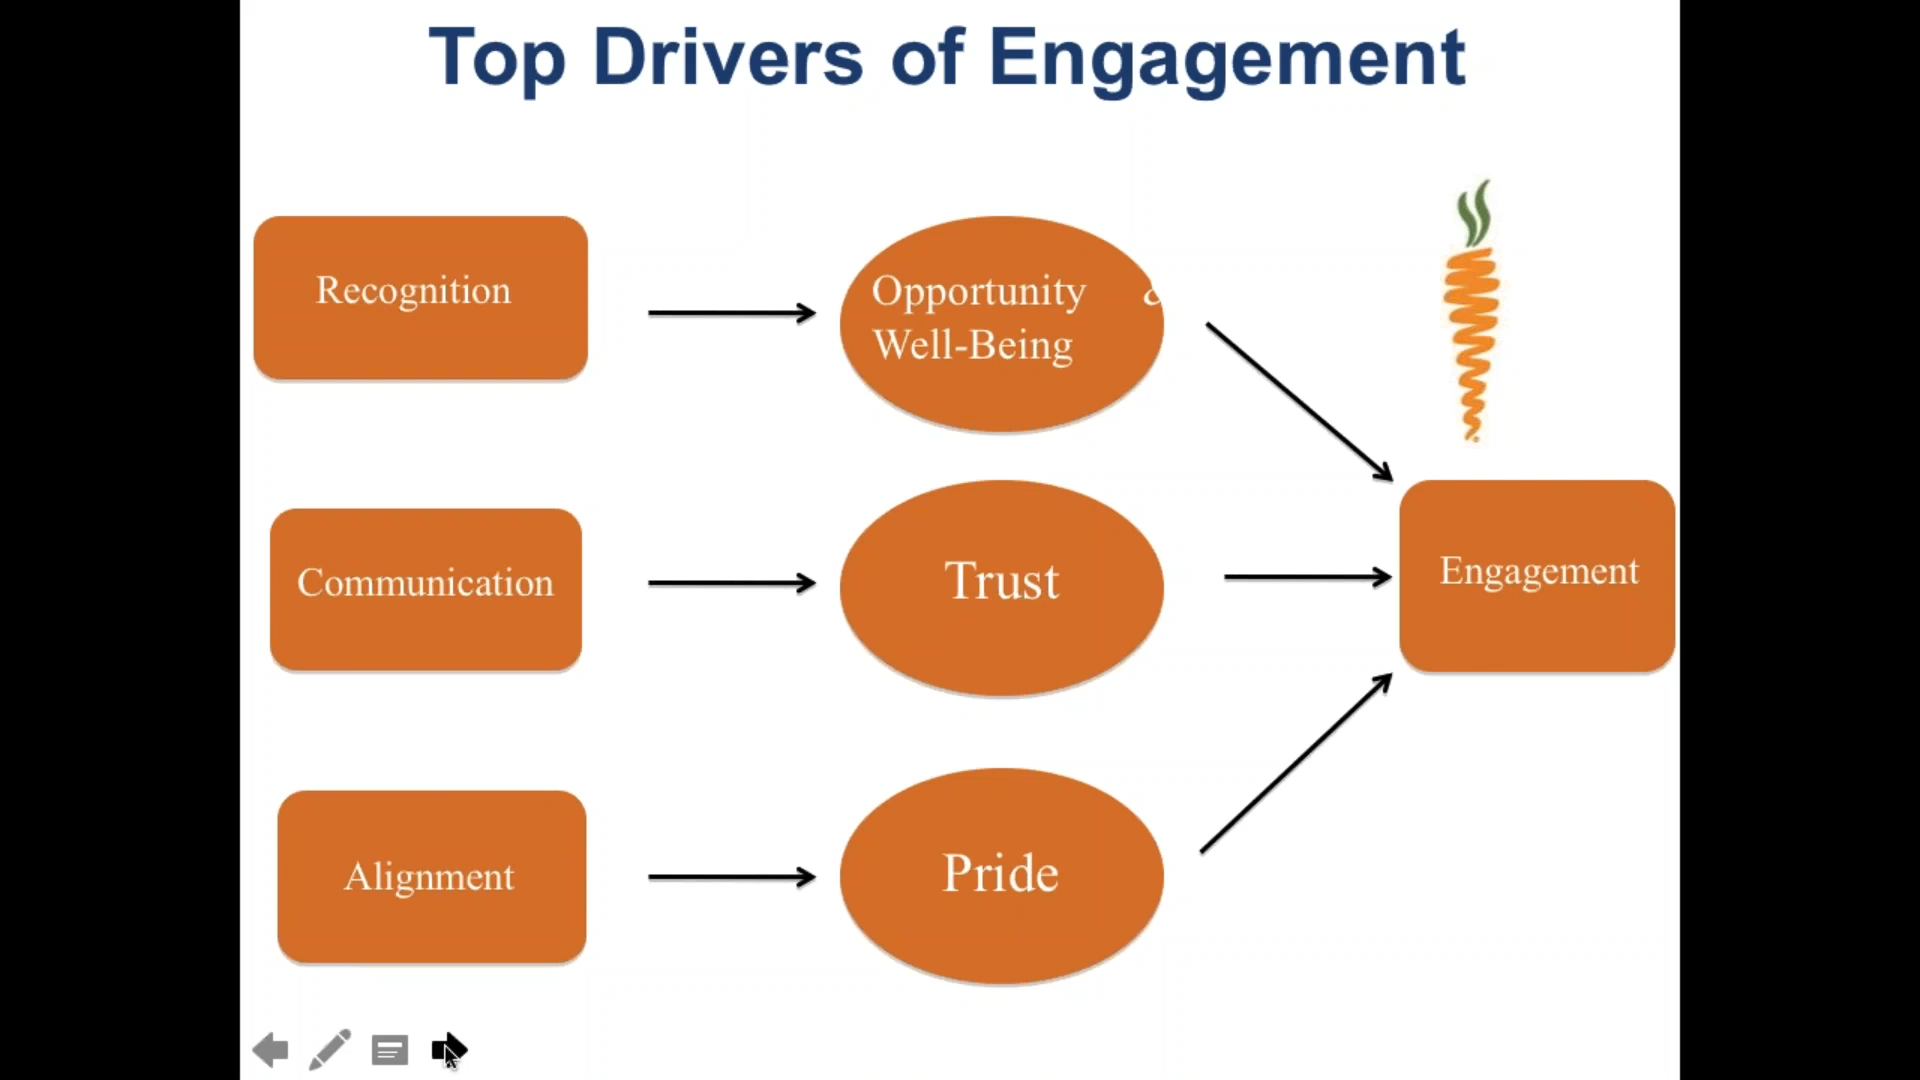 Top Drivers of Engagement
Recognition
Opportunity &
Well-Being
Communication
Trust
Engagement
Alignment
Pride